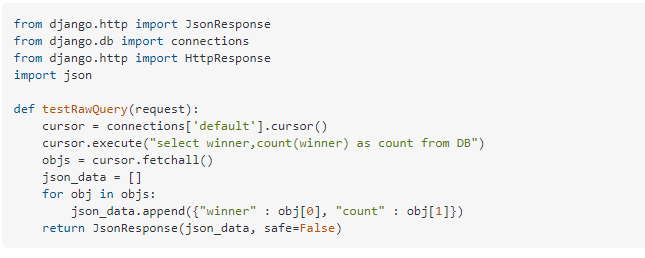 from django.http import JsonResponse
from django.db import connections
from django.http import HttpResponse
import json

def testRawQuery(request):
    cursor = connections['default'].cursor()
    cursor.execute("select winner,count(winner) as count from DB")
    objs = cursor.fetchall()
    json_data = []
    for obj in objs:
        json_data.append({"winner" : obj[0], "count" : obj[1]})
    return JsonResponse(json_data, safe=False)